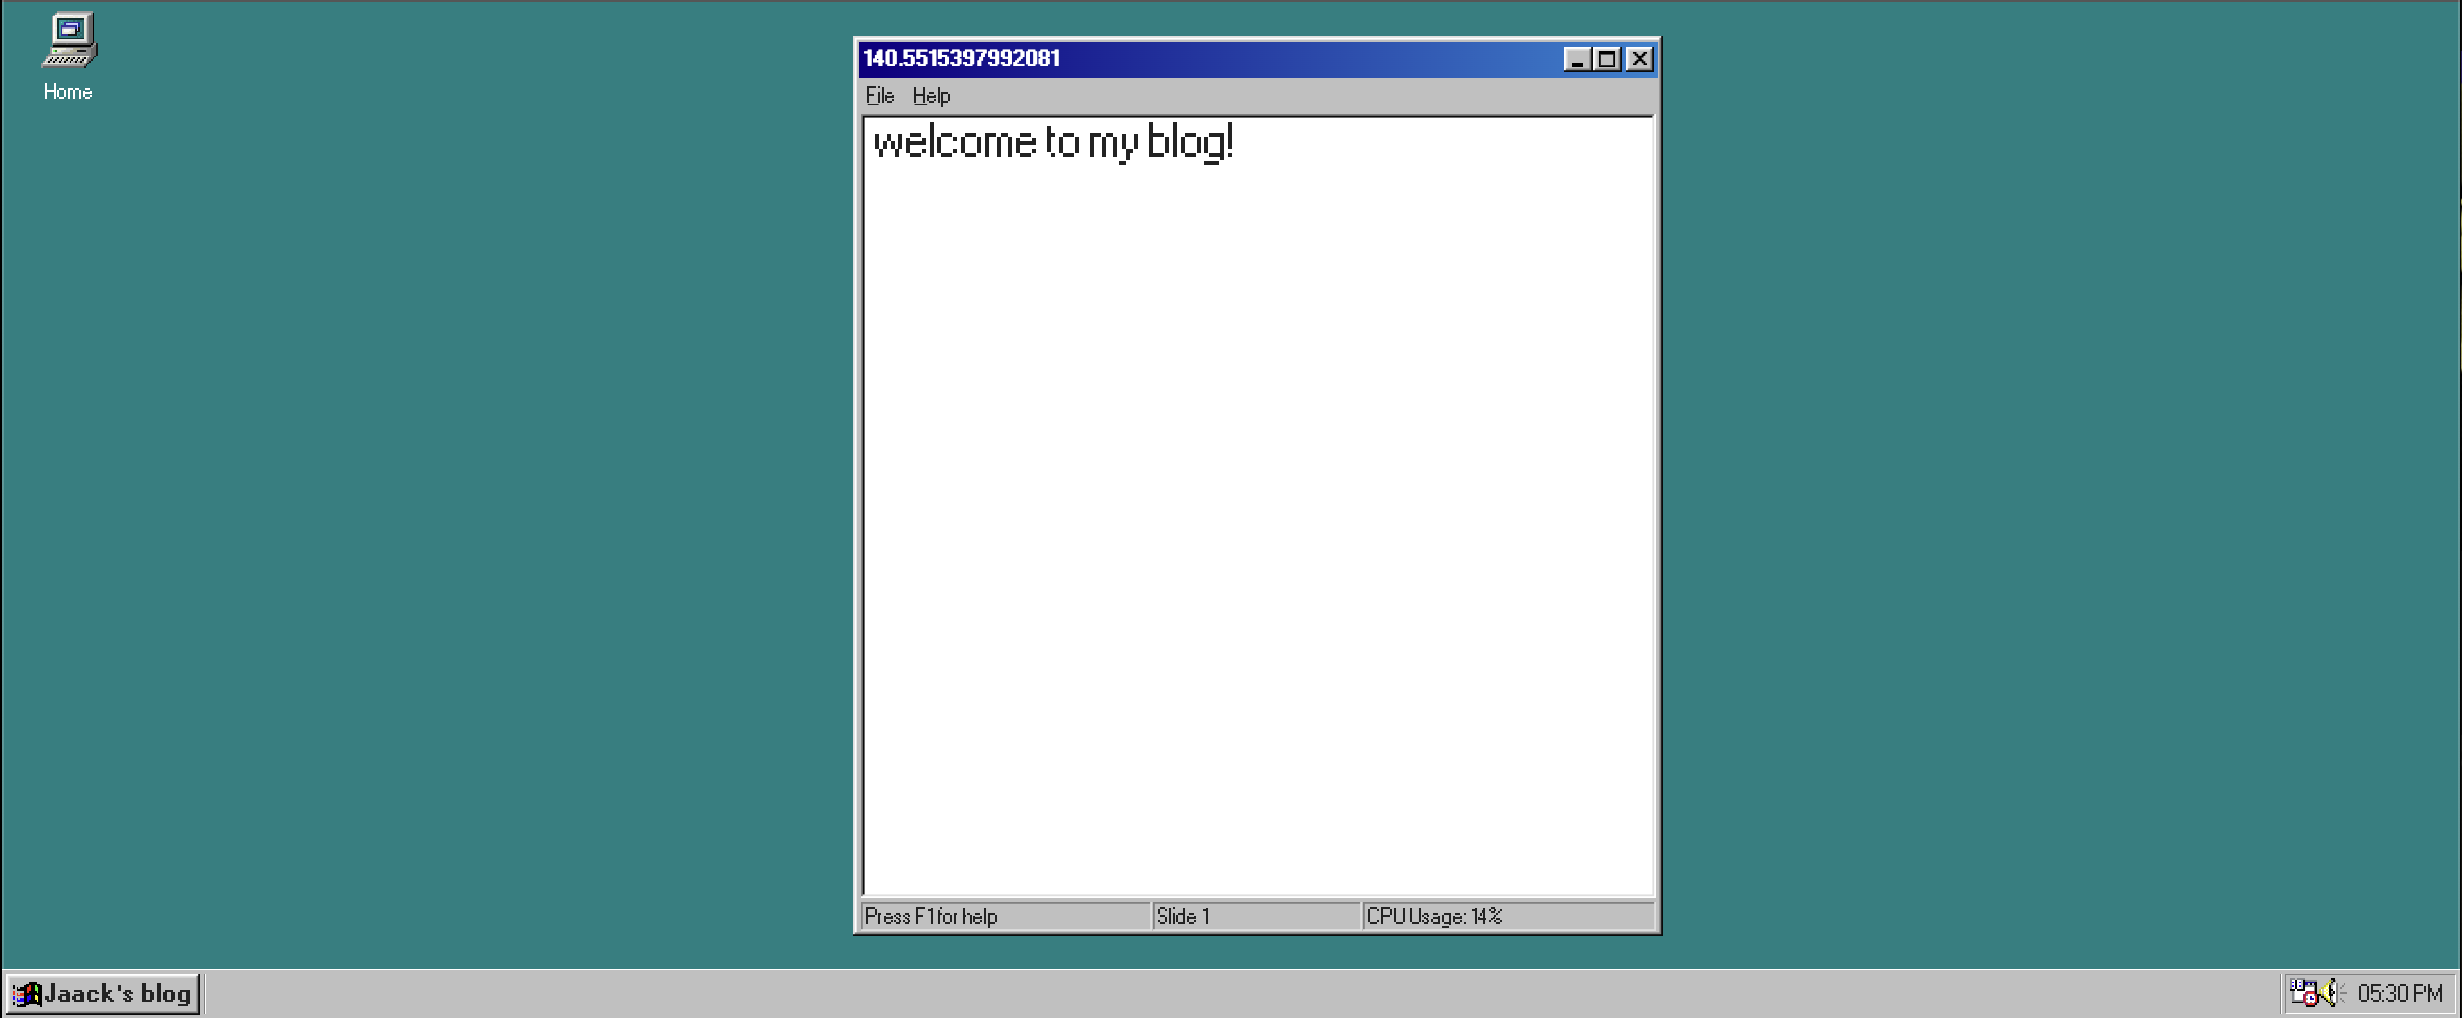 Home
140.5515397992081
File Help
welcome to my blog!
Press F1 for help
Slide 1
CPU Usage: 14%
Jaack's blog
05:30 PM